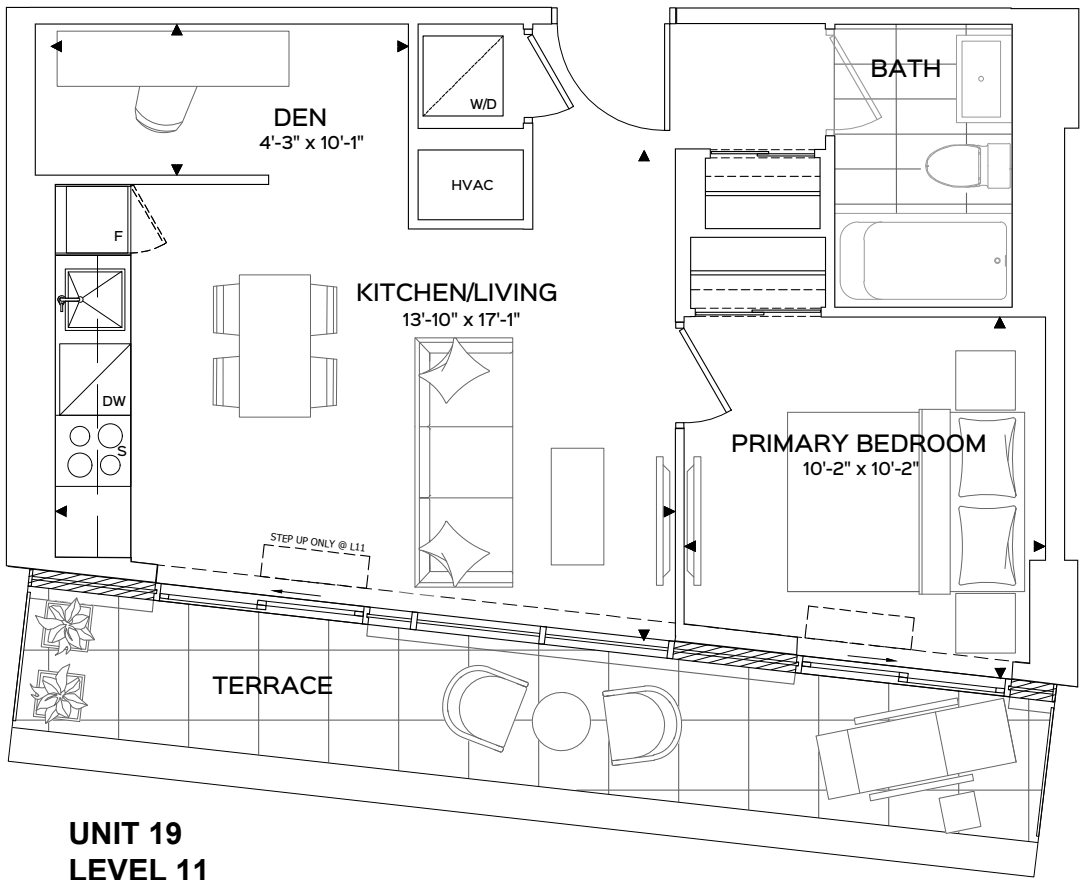 DEN
4'-3" x 10'-1"
W/D
HVAC
BATH
F
KITCHEN/LIVING
13'-10" x 17'-1"
DW
S
PRIMARY BEDROOM
10'-2" x 10'-2"
STEP UP ONLY @ L11
TERRACE
UNIT 19
LEVEL 11